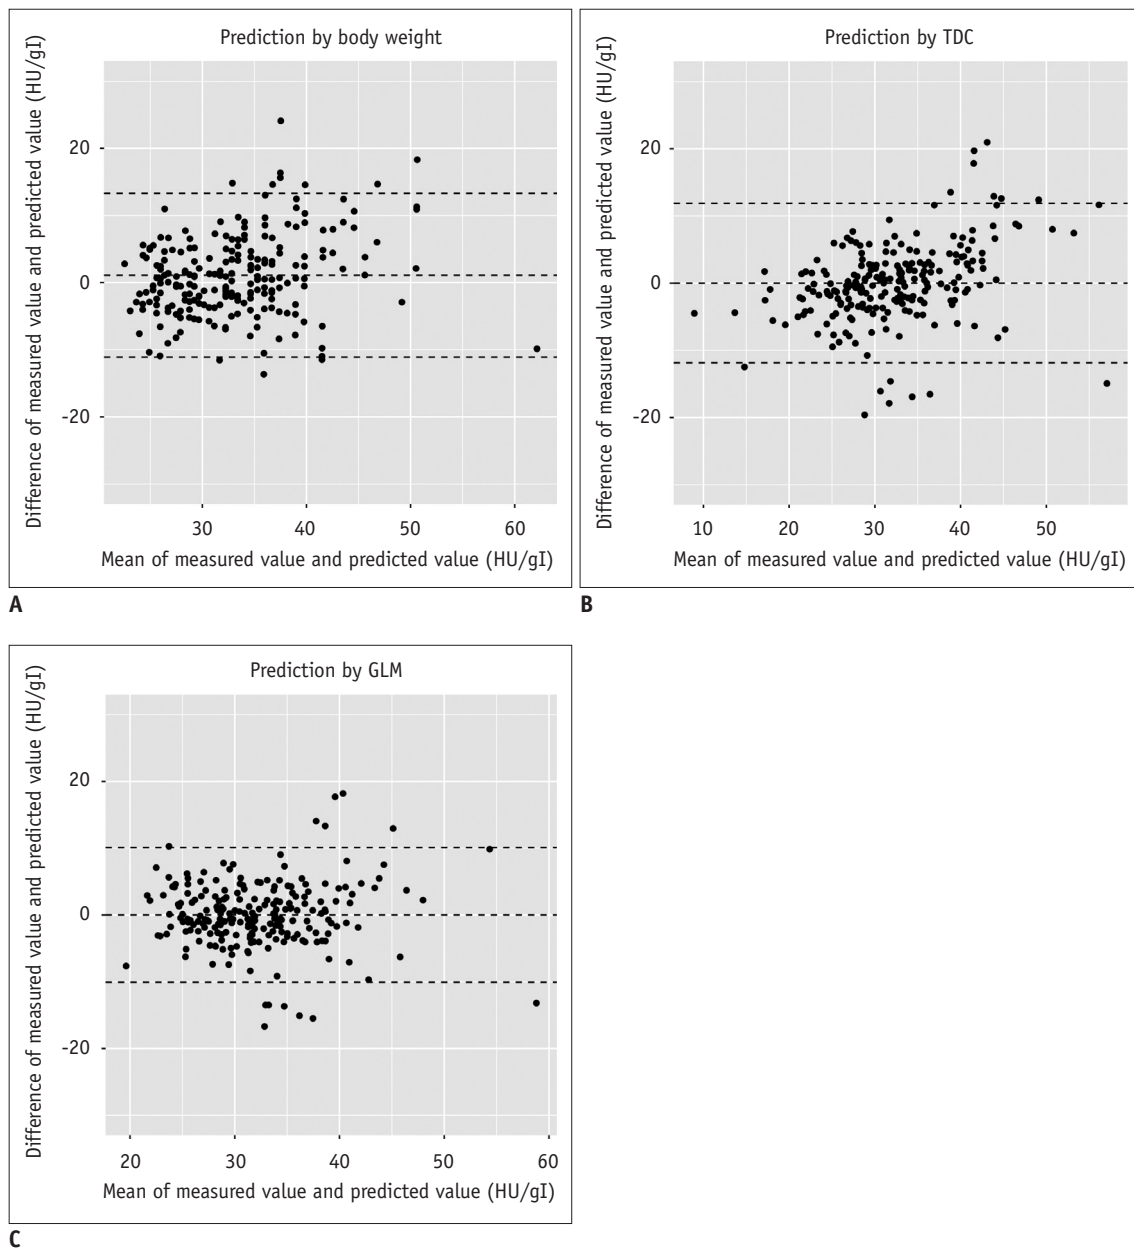 Prediction by body weight
Difference of measured value and predicted value (HU/gI)
20
0
-20
30 40 50 60
Mean of measured value and predicted value (HU/gI)
A
Prediction by TDC
Difference of measured value and predicted value (HU/gI)
20
0
-20
10 20 30 40 50
Mean of measured value and predicted value (HU/gI)
B
Prediction by GLM
Difference of measured value and predicted value (HU/gI)
20
0
-20
20 30 40 50 60
Mean of measured value and predicted value (HU/gI)
C